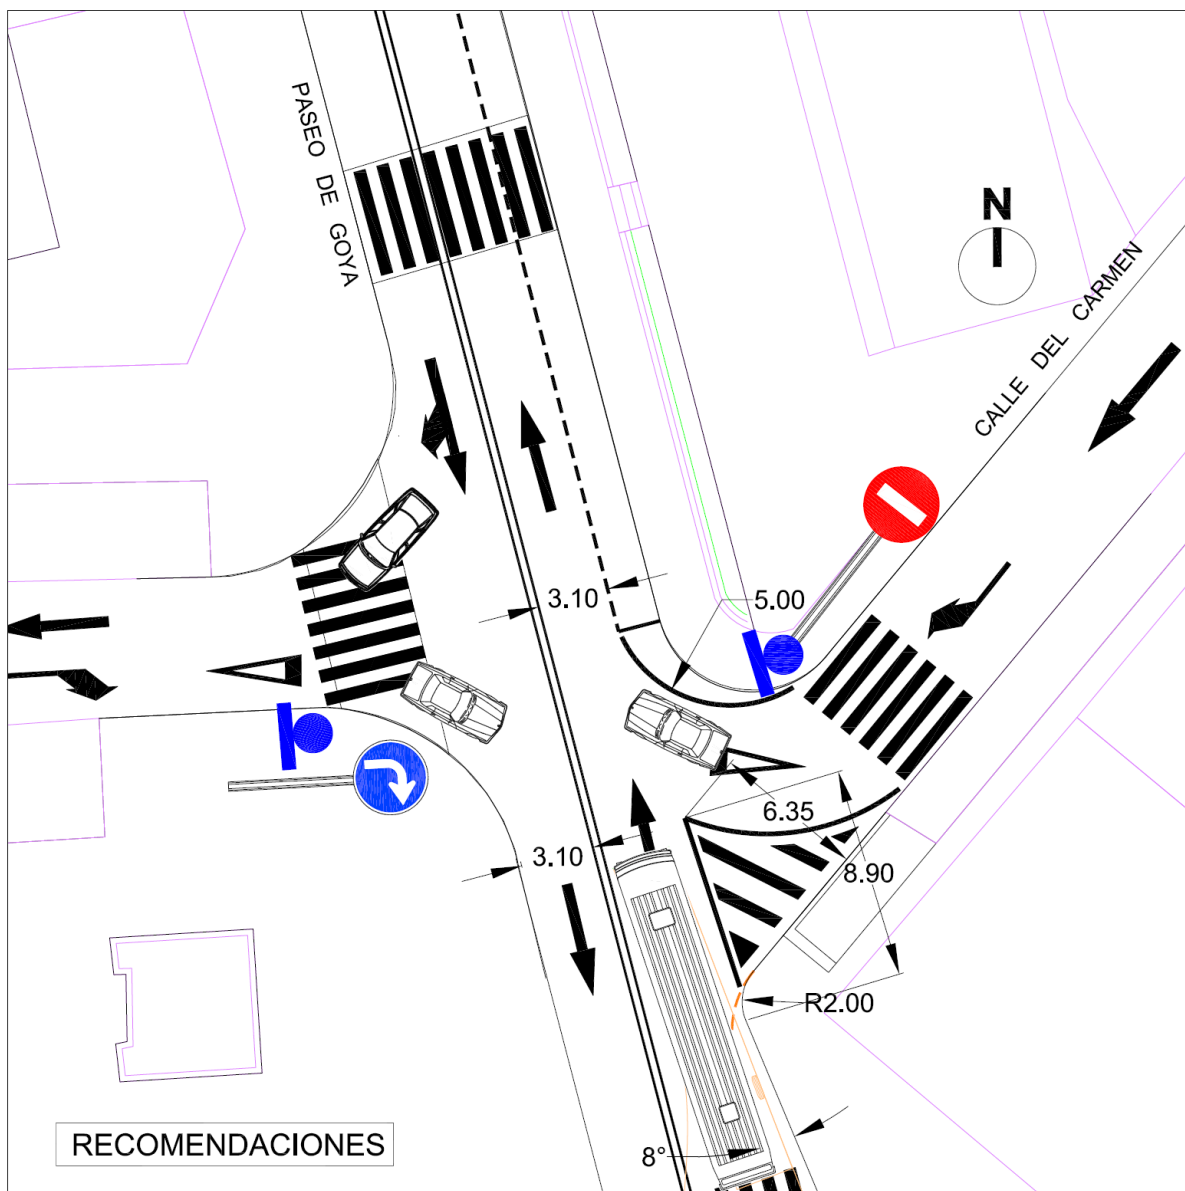 N
PASEO DE GOYA
CALLE DEL CARMEN
3.10
5.00
6.35
3.10
8.90
R2.00
8°
RECOMENDACIONES